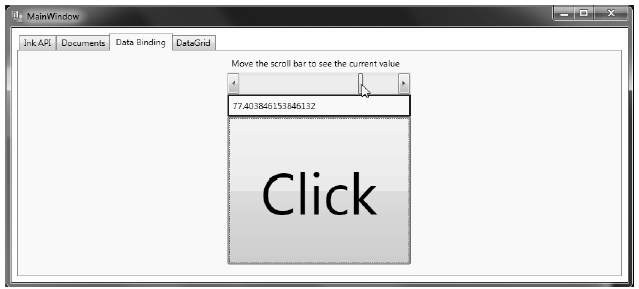 MainWindow
Ink API Documents Data Binding DataGrid
Move the scroll bar to see the current value
77.403846153846132
Click